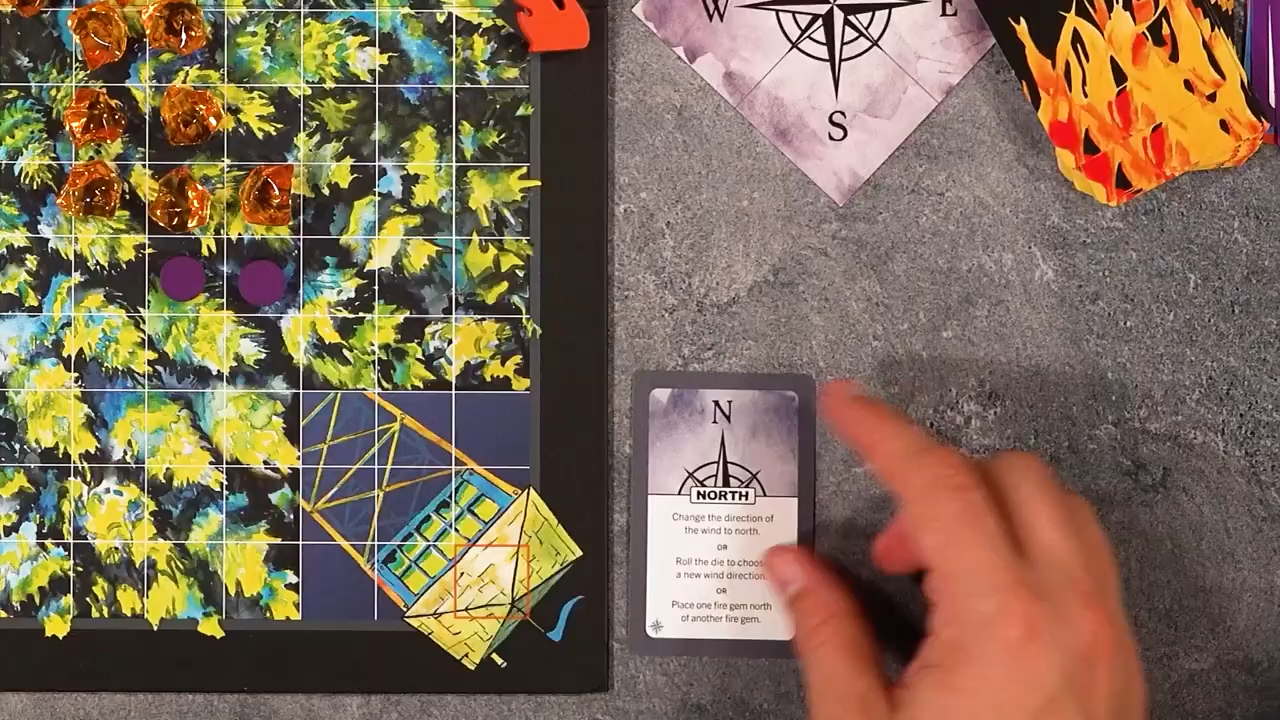 W E
S
N
NORTH
Change the direction of
the wind to north.
OR
Roll the die to choose
a new wind direction.
OR
Place one fire gem north
of another fire gem.